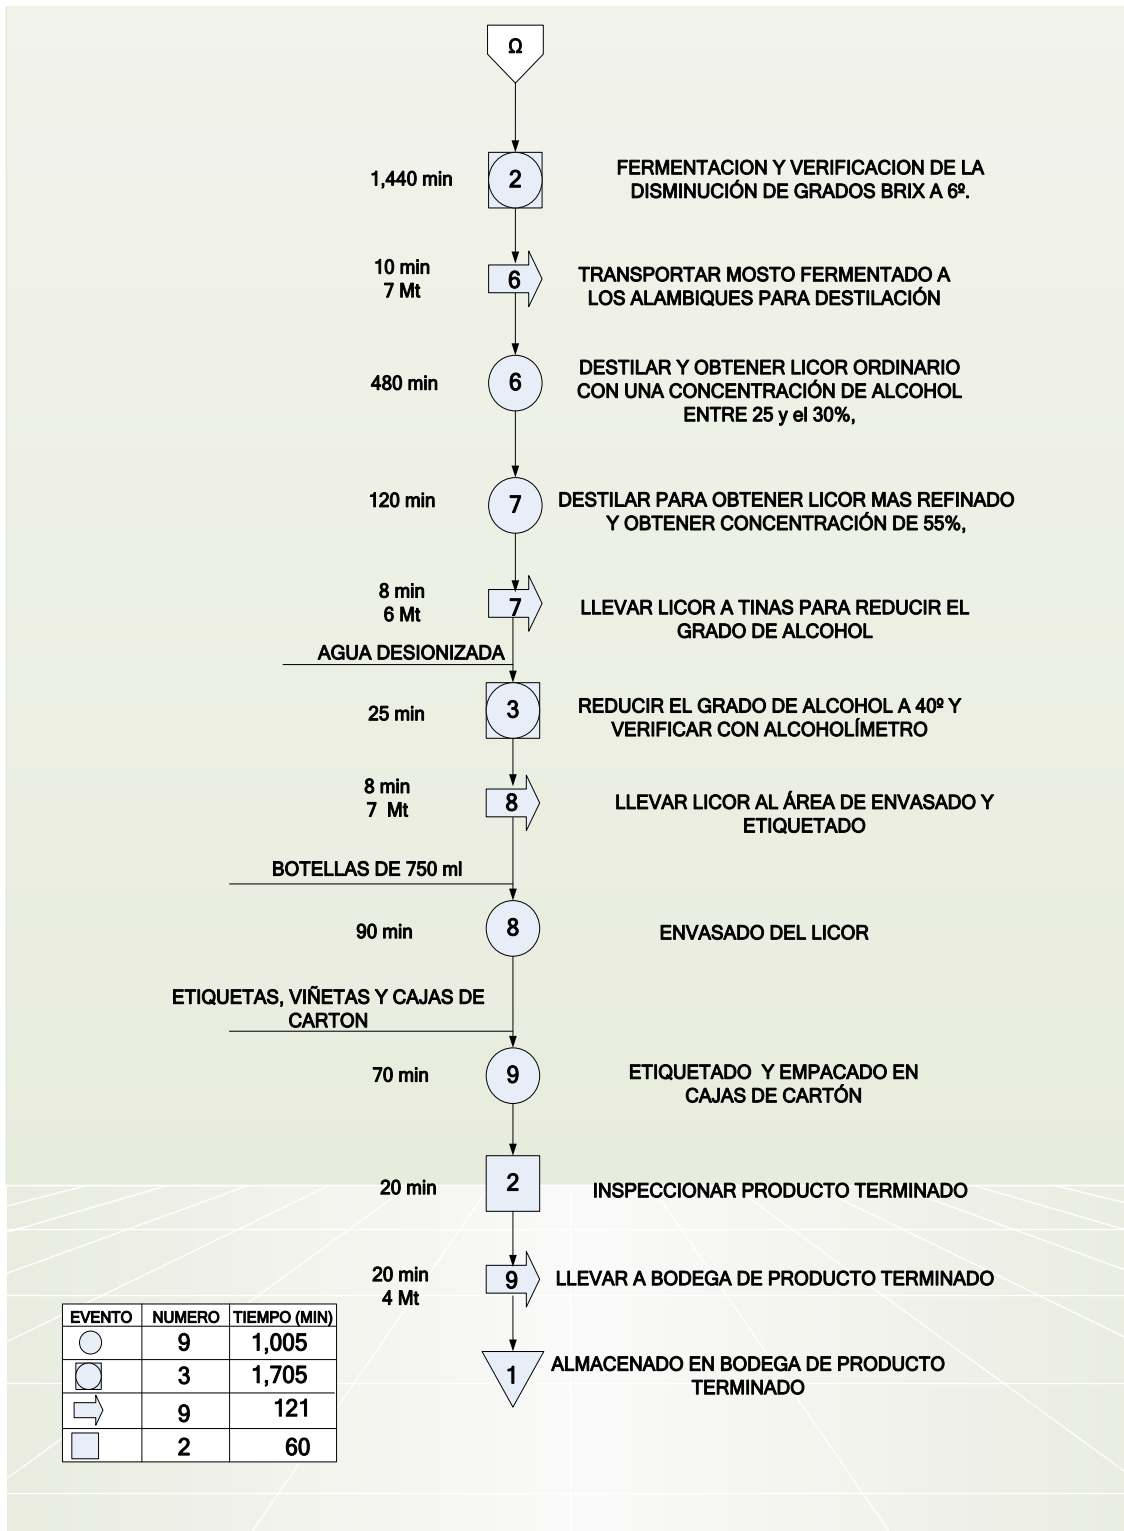 Ω
1,440 min
2
FERMENTACION Y VERIFICACION DE LA
DISMINUCIÓN DE GRADOS BRIX A 6º.
10 min
7 Mt
6
TRANSPORTAR MOSTO FERMENTADO A
LOS ALAMBIQUES PARA DESTILACIÓN
480 min
6
DESTILAR Y OBTENER LICOR ORDINARIO
CON UNA CONCENTRACIÓN DE ALCOHOL
ENTRE 25 y el 30%,
120 min
7
DESTILAR PARA OBTENER LICOR MAS REFINADO
Y OBTENER CONCENTRACIÓN DE 55%,
8 min
6 Mt
7
LLEVAR LICOR A TINAS PARA REDUCIR EL
GRADO DE ALCOHOL
AGUA DESIONIZADA
25 min
3
REDUCIR EL GRADO DE ALCOHOL A 40º Y
VERIFICAR CON ALCOHOLÍMETRO
8 min
7 Mt
8
LLEVAR LICOR AL ÁREA DE ENVASADO Y
ETIQUETADO
BOTELLAS DE 750 ml
90 min
8
ENVASADO DEL LICOR
ETIQUETAS, VIÑETAS Y CAJAS DE
CARTON
70 min
9
ETIQUETADO Y EMPACADO EN
CAJAS DE CARTÓN
20 min
2
INSPECCIONAR PRODUCTO TERMINADO
20 min
4 Mt
9
LLEVAR A BODEGA DE PRODUCTO TERMINADO
1
ALMACENADO EN BODEGA DE PRODUCTO
TERMINADO
EVENTO NUMERO TIEMPO (MIN)
9 1,005
3 1,705
9 121
2 60